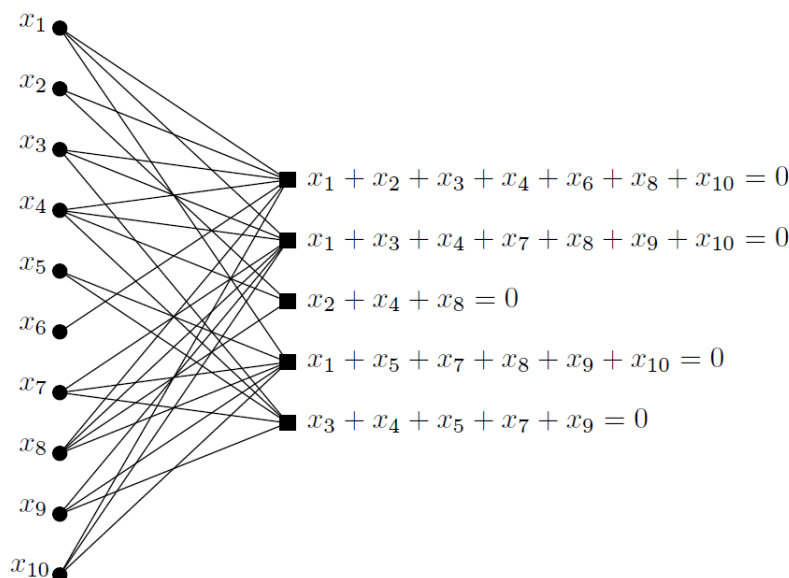 x1
x2
x3
x4
x5
x6
x7
x8
x9
x10
x1 + x2 + x3 + x4 + x6 + x8 + x10 = 0
x1 + x3 + x4 + x7 + x8 + x9 + x10 = 0
x2 + x4 + x8 = 0
x1 + x5 + x7 + x8 + x9 + x10 = 0
x3 + x4 + x5 + x7 + x9 = 0